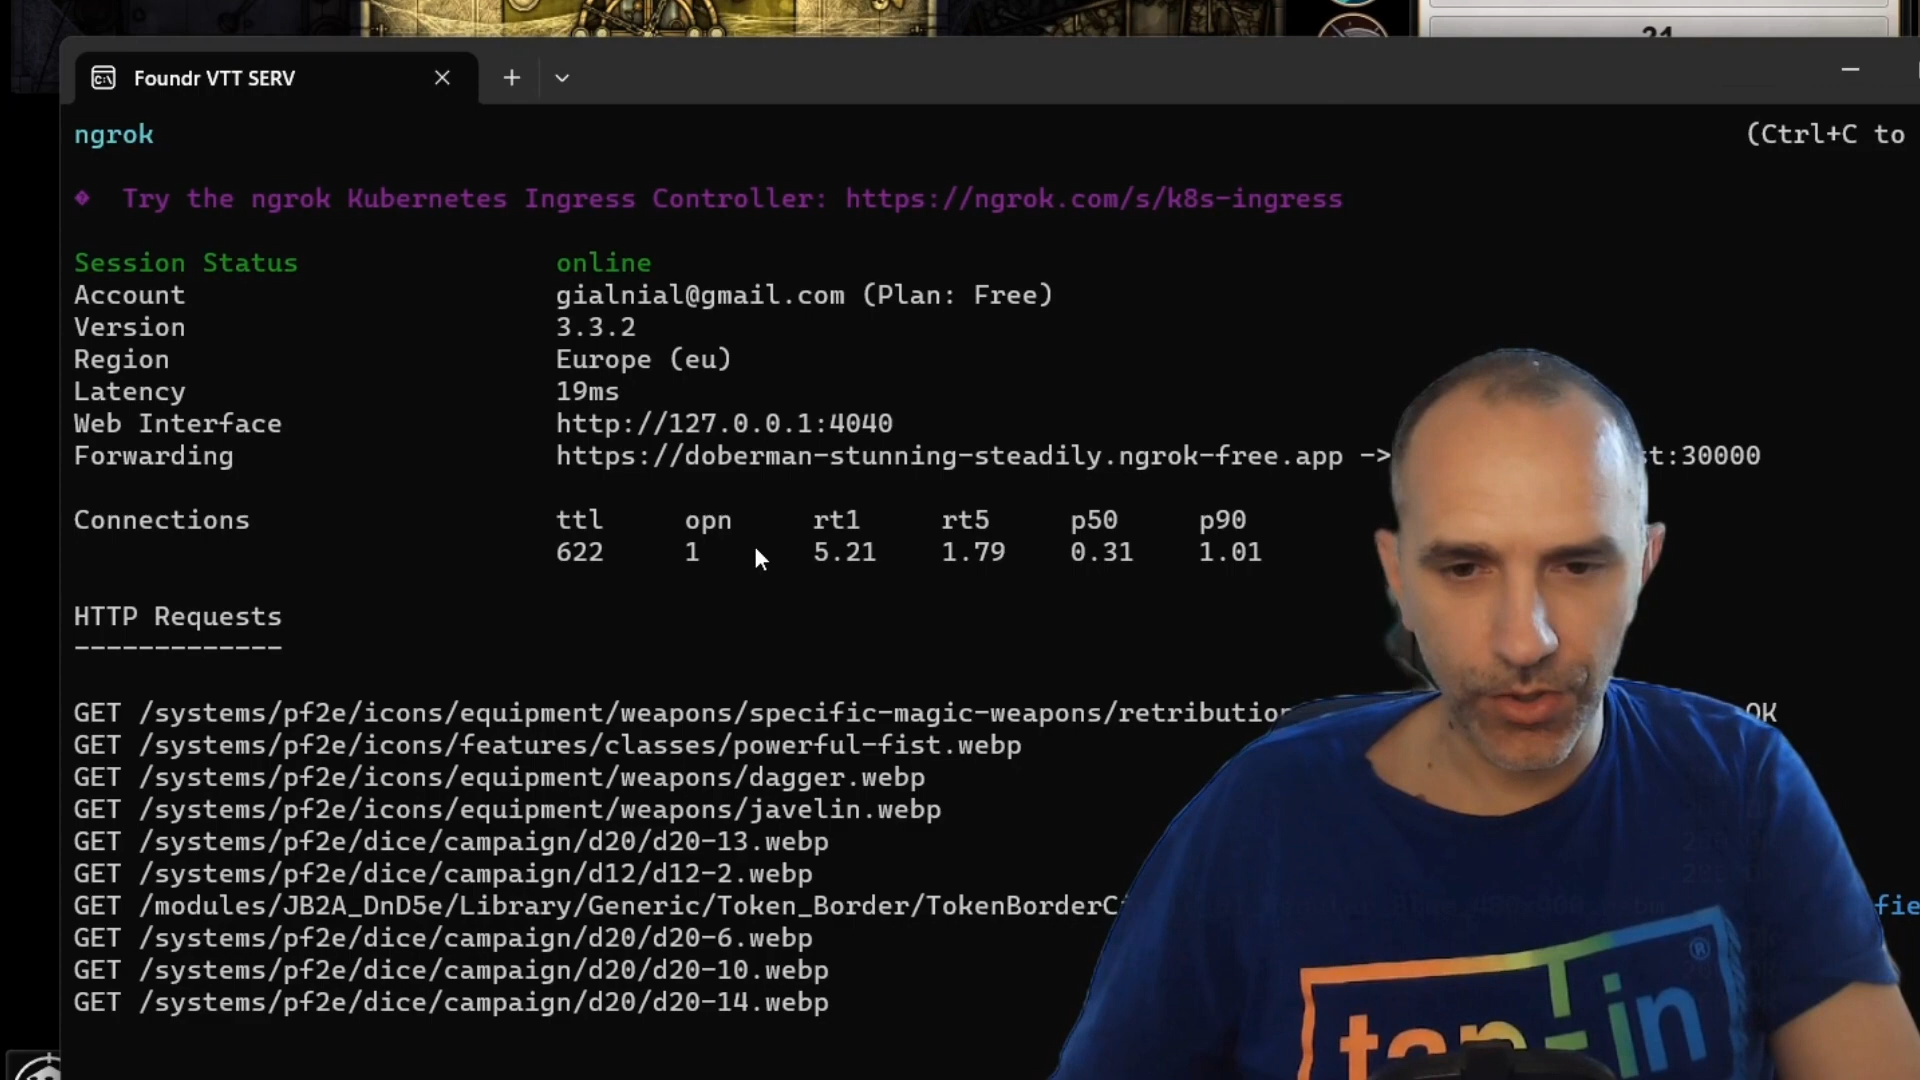 21
Foundr VTT SERV
ngrok (Ctrl+C to
Try the ngrok Kubernetes Ingress Controller: https://ngrok.com/s/k8s-ingress
Session Status online
Account gialnial@gmail.com (Plan: Free)
Version 3.3.2
Region Europe (eu)
Latency 19ms
Web Interface http://127.0.0.1:4040
Forwarding https://doberman-stunning-steadily.ngrok-free.app -> st:30000
Connections ttl opn rt1 rt5 p50 p90
622 1 5.21 1.79 0.31 1.01
HTTP Requests
-------------
GET /systems/pf2e/icons/equipment/weapons/specific-magic-weapons/retribution OK
GET /systems/pf2e/icons/features/classes/powerful-fist.webp
GET /systems/pf2e/icons/equipment/weapons/dagger.webp
GET /systems/pf2e/icons/equipment/weapons/javelin.webp
GET /systems/pf2e/dice/campaign/d20/d20-13.webp
GET /systems/pf2e/dice/campaign/d12/d12-2.webp
GET /modules/JB2A_DnD5e/Library/Generic/Token_Border/TokenBorderC fie
GET /systems/pf2e/dice/campaign/d20/d20-6.webp
GET /systems/pf2e/dice/campaign/d20/d20-10.webp
GET /systems/pf2e/dice/campaign/d20/d20-14.webp
tap-in ®